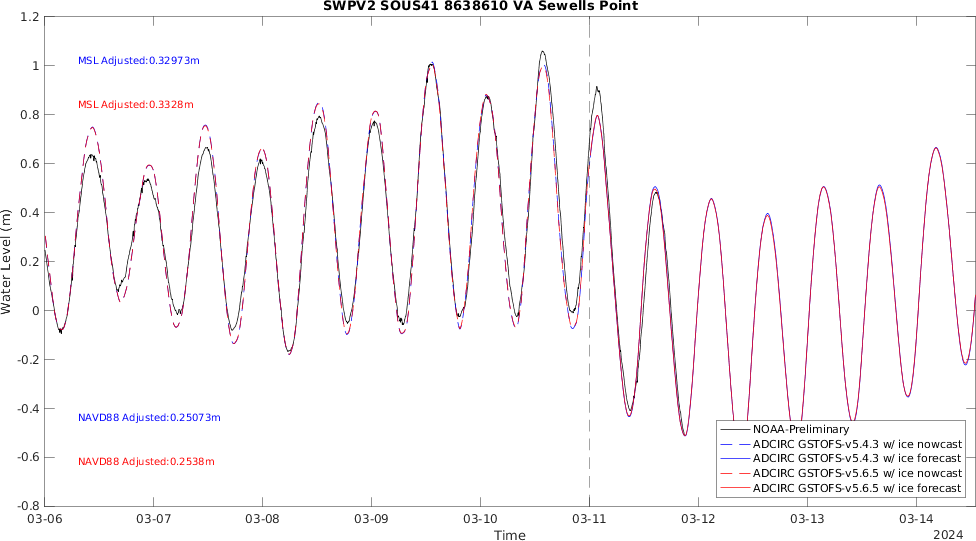 SWPV2 SOUS41 8638610 VA Sewells Point
1.2
1
0.8
0.6
0.4
0.2
0
-0.2
-0.4
-0.6
-0.8
Water Level (m)
MSL Adjusted:0.32973m
MSL Adjusted:0.3328m
NAVD88 Adjusted:0.25073m
NAVD88 Adjusted:0.2538m
NOAA-Preliminary
ADCIRC GSTOFS-v5.4.3 w/ ice nowcast
ADCIRC GSTOFS-v5.4.3 w/ ice forecast
ADCIRC GSTOFS-v5.6.5 w/ ice nowcast
ADCIRC GSTOFS-v5.6.5 w/ ice forecast
03-06 03-07 03-08 03-09 03-10 03-11 03-12 03-13 03-14
Time
2024